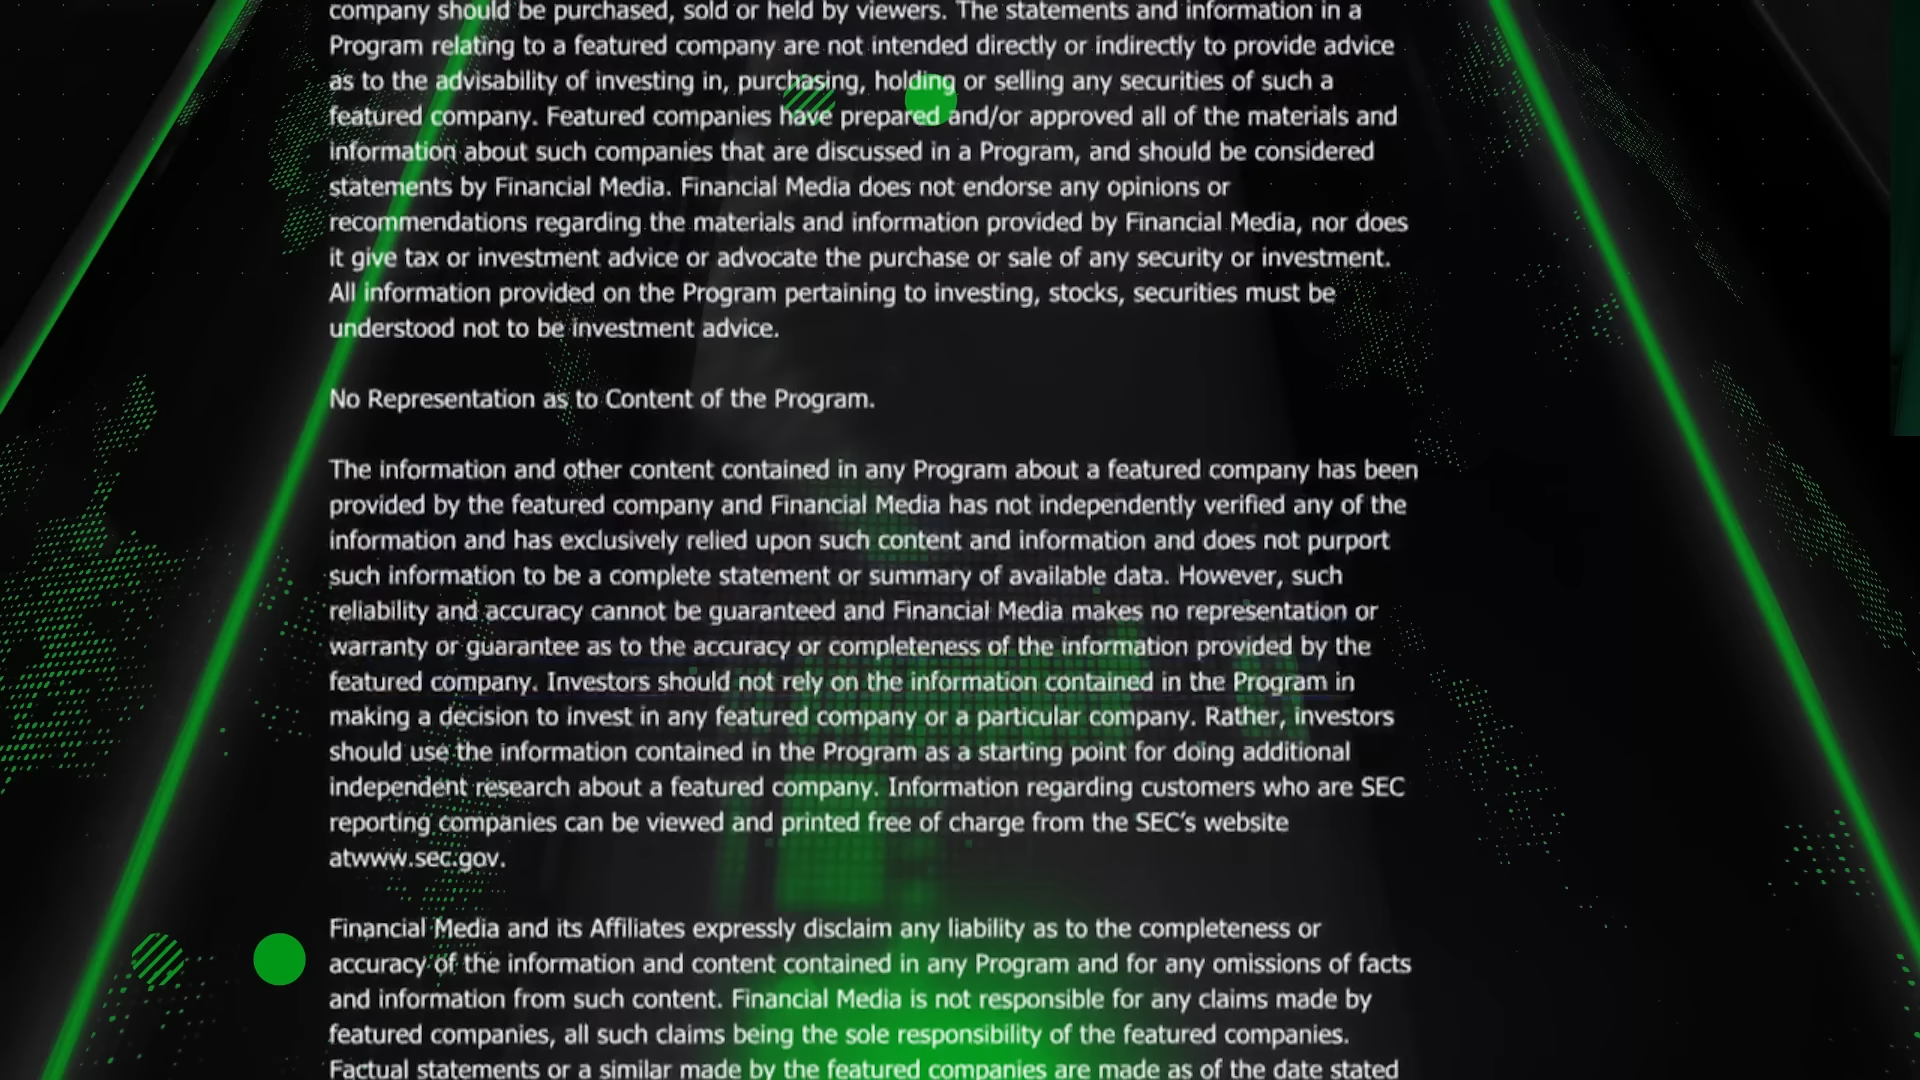 company should be purchased, sold or held by viewers. The statements and information in a
Program relating to a featured company are not intended directly or indirectly to provide advice
as to the advisability of investing in, purchasing, holding or selling any securities of such a
featured company. Featured companies have prepared and/or approved all of the materials and
information about such companies that are discussed in a Program, and should be considered
statements by Financial Media. Financial Media does not endorse any opinions or
recommendations regarding the materials and information provided by Financial Media, nor does
it give tax or investment advice or advocate the purchase or sale of any security or investment.
All information provided on the Program pertaining to investing, stocks, securities must be
understood not to be investment advice.
No Representation as to Content of the Program.
The information and other content contained in any Program about a featured company has been
provided by the featured company and Financial Media has not independently verified any of the
information and has exclusively relied upon such content and information and does not purport
such information to be a complete statement or summary of available data. However, such
reliability and accuracy cannot be guaranteed and Financial Media makes no representation or
warranty or guarantee as to the accuracy or completeness of the information provided by the
featured company. Investors should not rely on the information contained in the Program in
making a decision to invest in any featured company or a particular company. Rather, investors
should use the information contained in the Program as a starting point for doing additional
independent research about a featured company. Information regarding customers who are SEC
reporting companies can be viewed and printed free of charge from the SEC’s website
atwww.sec.gov.
Financial Media and its Affiliates expressly disclaim any liability as to the completeness or
accuracy of the information and content contained in any Program and for any omissions of facts
and information from such content. Financial Media is not responsible for any claims made by
featured companies, all such claims being the sole responsibility of the featured companies.
Factual statements or a similar made by the featured companies are made as of the date stated